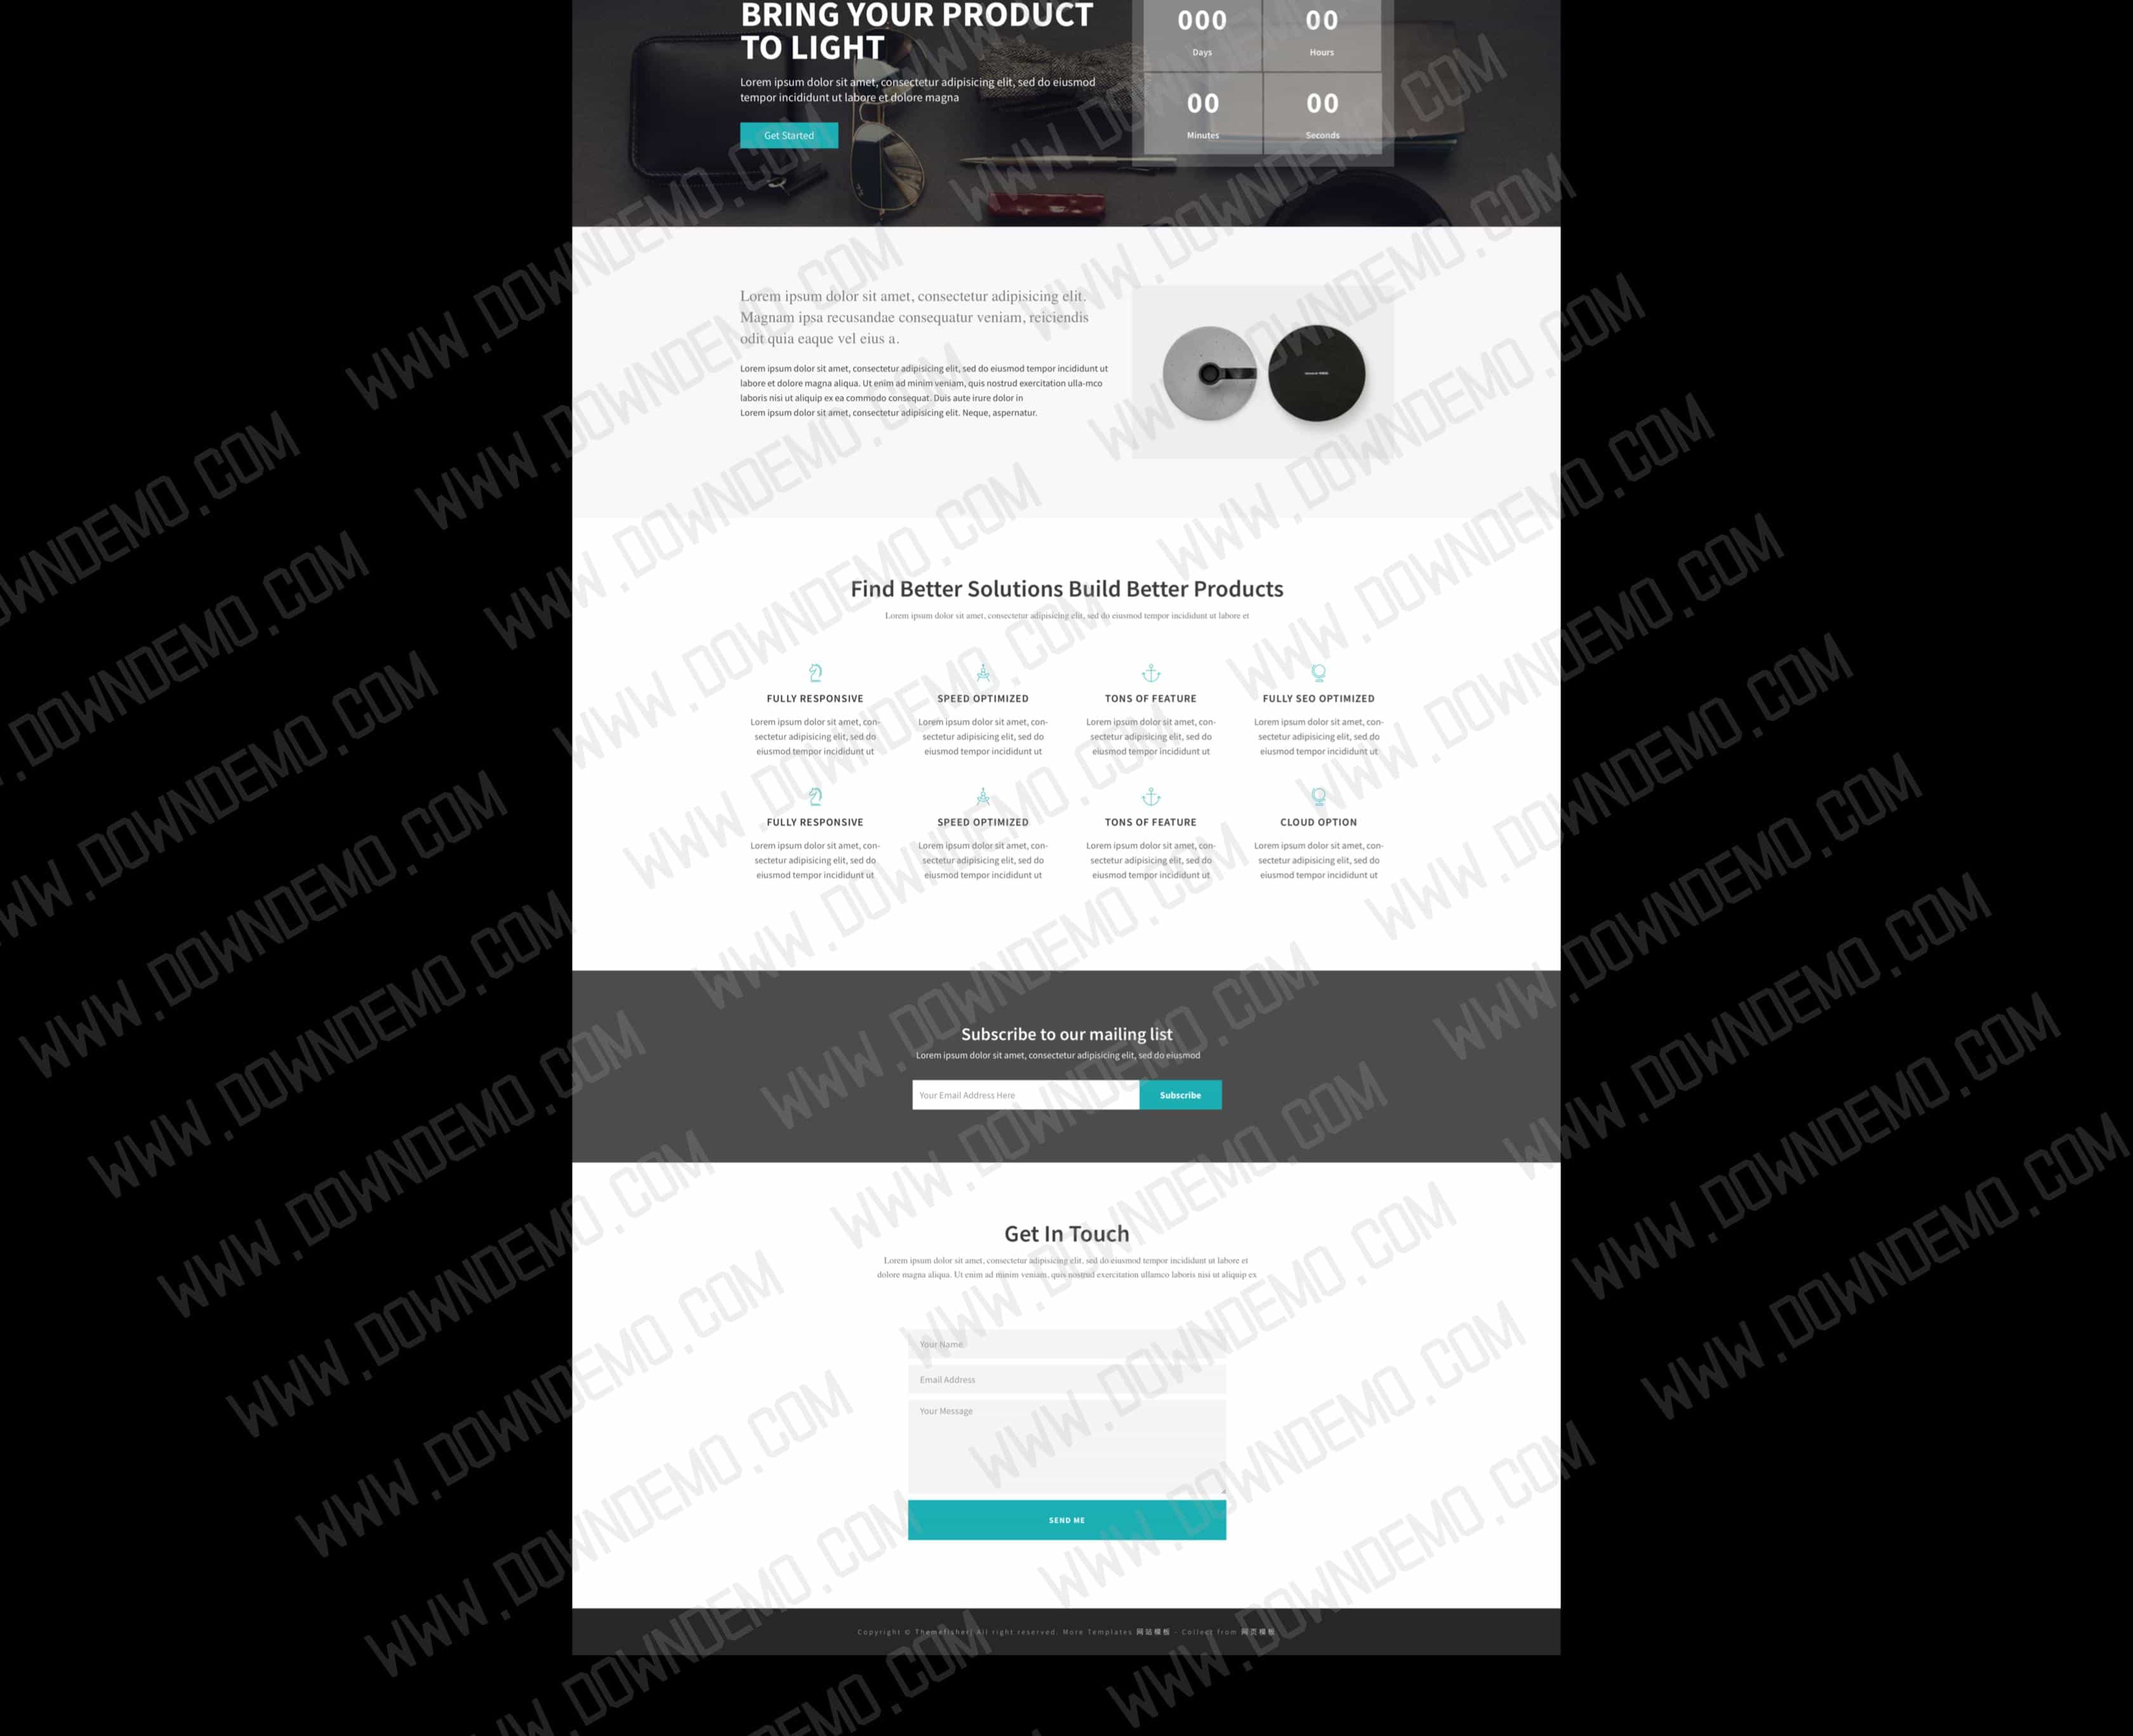 BRING YOUR PRODUCT
TO LIGHT
Lorem ipsum dolor sit amet, consectetur adipisicing elit, sed do eiusmod
tempor incididunt ut labore et dolore magna
Get Started
000
00
Days
Hours
00
00
Minutes
Seconds
Lorem ipsum dolor sit amet, consectetur adipisicing elit.
Magnam ipsa recusandae consequatur veniam, reiciendis
odit quia eaque vel eius a.
Lorem ipsum dolor sit amet, consectetur adipisicing elit, sed do eiusmod tempor incididunt ut
labore et dolore magna aliqua. Ut enim ad minim veniam, quis nostrud exercitation ulla-mco
laboris nisi ut aliquip ex ea commodo consequat. Duis aute irure dolor in
Lorem ipsum dolor sit amet, consectetur adipisicing elit. Neque, aspernatur.
Find Better Solutions Build Better Products
Lorem ipsum dolor sit amet, consectetur adipisicing elit, sed do eiusmod tempor incididunt ut labore et
FULLY RESPONSIVE
Lorem ipsum dolor sit amet, con-
sectetur adipisicing elit, sed do
eiusmod tempor incididunt ut
SPEED OPTIMIZED
Lorem ipsum dolor sit amet, con-
sectetur adipisicing elit, sed do
eiusmod tempor incididunt ut
TONS OF FEATURE
Lorem ipsum dolor sit amet, con-
sectetur adipisicing elit, sed do
eiusmod tempor incididunt ut
FULLY SEO OPTIMIZED
Lorem ipsum dolor sit amet, con-
sectetur adipisicing elit, sed do
eiusmod tempor incididunt ut
FULLY RESPONSIVE
Lorem ipsum dolor sit amet, con-
sectetur adipisicing elit, sed do
eiusmod tempor incididunt ut
SPEED OPTIMIZED
Lorem ipsum dolor sit amet, con-
sectetur adipisicing elit, sed do
eiusmod tempor incididunt ut
TONS OF FEATURE
Lorem ipsum dolor sit amet, con-
sectetur adipisicing elit, sed do
eiusmod tempor incididunt ut
CLOUD OPTION
Lorem ipsum dolor sit amet, con-
sectetur adipisicing elit, sed do
eiusmod tempor incididunt ut
Subscribe to our mailing list
Lorem ipsum dolor sit amet, consectetur adipisicing elit, sed do eiusmod
Your Email Address Here
Subscribe
Get In Touch
Lorem ipsum dolor sit amet, consectetur adipisicing elit, sed do eiusmod tempor incididunt ut labore et
dolore magna aliqua. Ut enim ad minim veniam, quis nostrud exercitation ullamco laboris nisi ut aliquip ex
Your Name
Email Address
Your Message
SEND ME
Copyright © Themefisher| All right reserved. More Templates 网站模板 - Collect from 网页模板
WWW.DOWNDEMO.COM